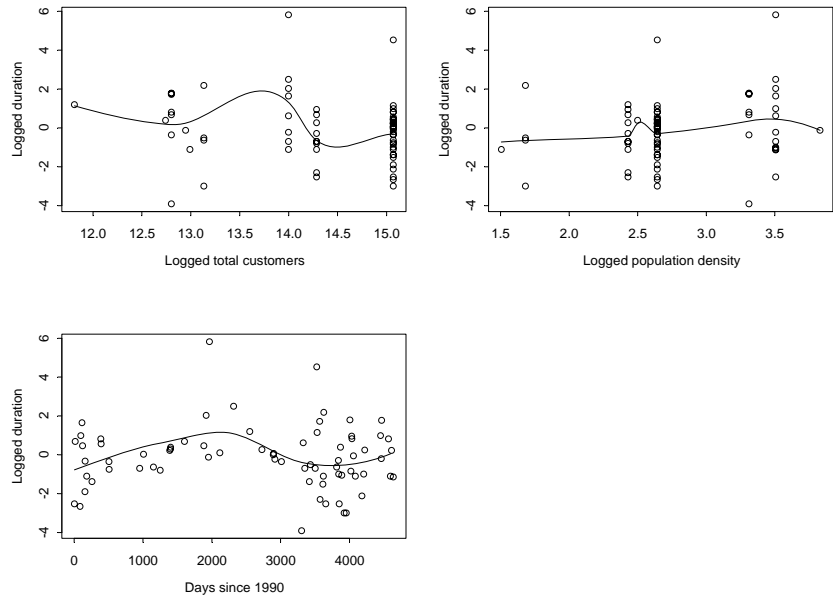 6
4
2
0
-2
-4
Logged duration
12.0 12.5 13.0 13.5 14.0 14.5 15.0
Logged total customers
6
4
2
0
-2
-4
Logged duration
1.5 2.0 2.5 3.0 3.5
Logged population density
6
4
2
0
-2
-4
Logged duration
0 1000 2000 3000 4000
Days since 1990